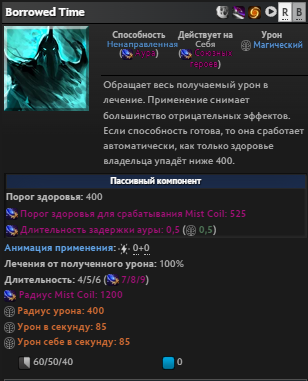 Borrowed Time
R B
Способность Действует на Урон
Ненаправленная Себя Магический
(Аура) (Союзных героев)
Обращает весь получаемый урон в
лечение. Применение снимает
большинство отрицательных эффектов.
Если способность готова, то она сработает
автоматически, как только здоровье
владельца упадёт ниже 400.
Пассивный компонент
Порог здоровья: 400
Порог здоровья для срабатывания Mist Coil: 525
Длительность задержки ауры: 0,5 (0,5)
Анимация применения: 0+0
Лечения от полученного урона: 100%
Длительность: 4/5/6 (7/8/9)
Радиус Mist Coil: 1200
Радиус урона: 400
Урон в секунду: 85
Урон себе в секунду: 85
60/50/40 0